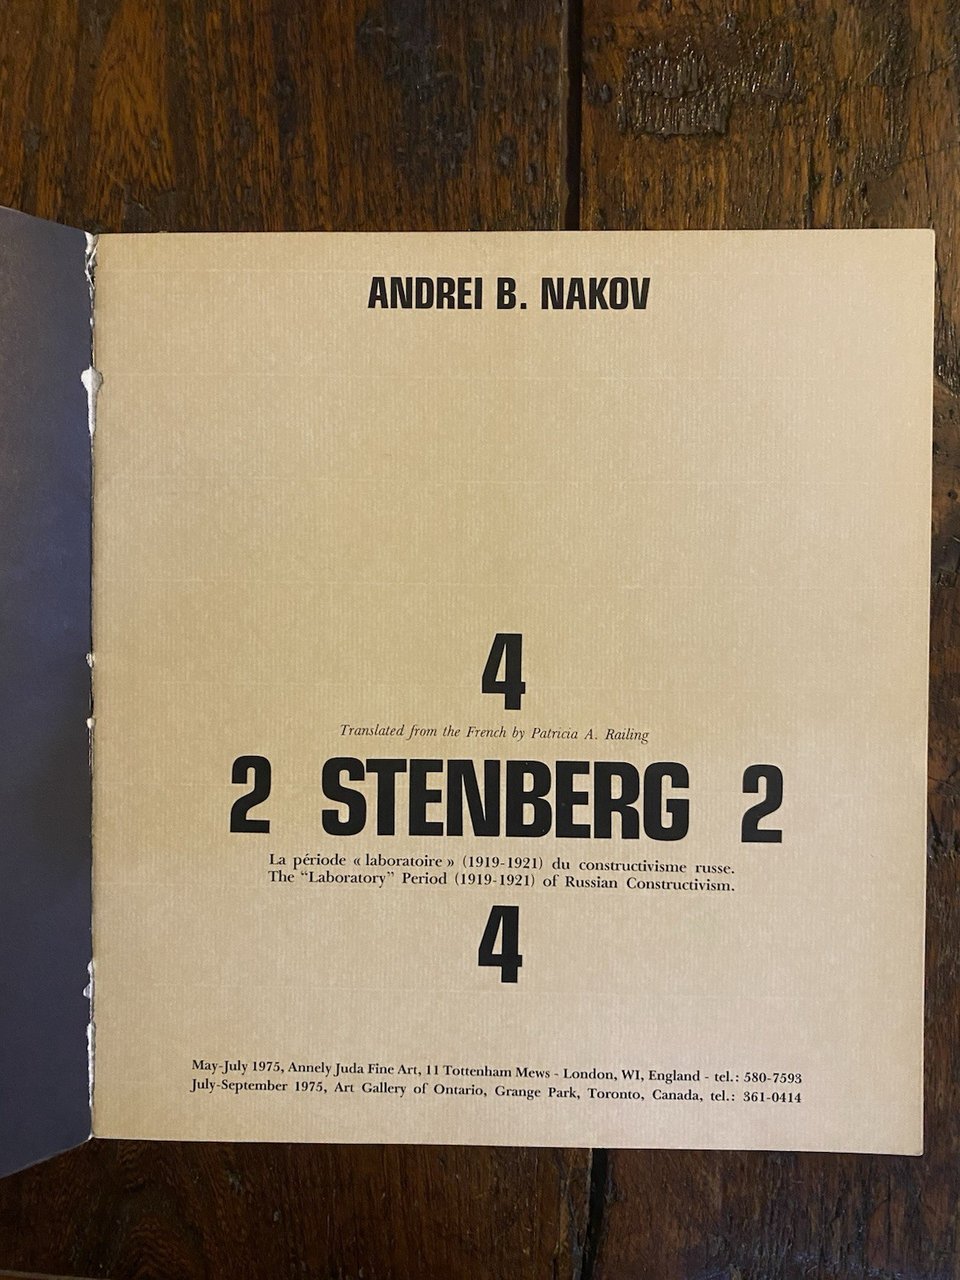 ANDREI B. NAKOV
4
Translated from the French by Patricia A. Railing
2 STENBERG 2
La période « laboratoire » (1919-1921) du constructivisme russe.
The “Laboratory” Period (1919-1921) of Russian Constructivism.
4
May-July 1975, Annely Juda Fine Art, 11 Tottenham Mews - London, WI, England - tel.: 580-7593
July-September 1975, Art Gallery of Ontario, Grange Park, Toronto, Canada, tel.: 361-0414